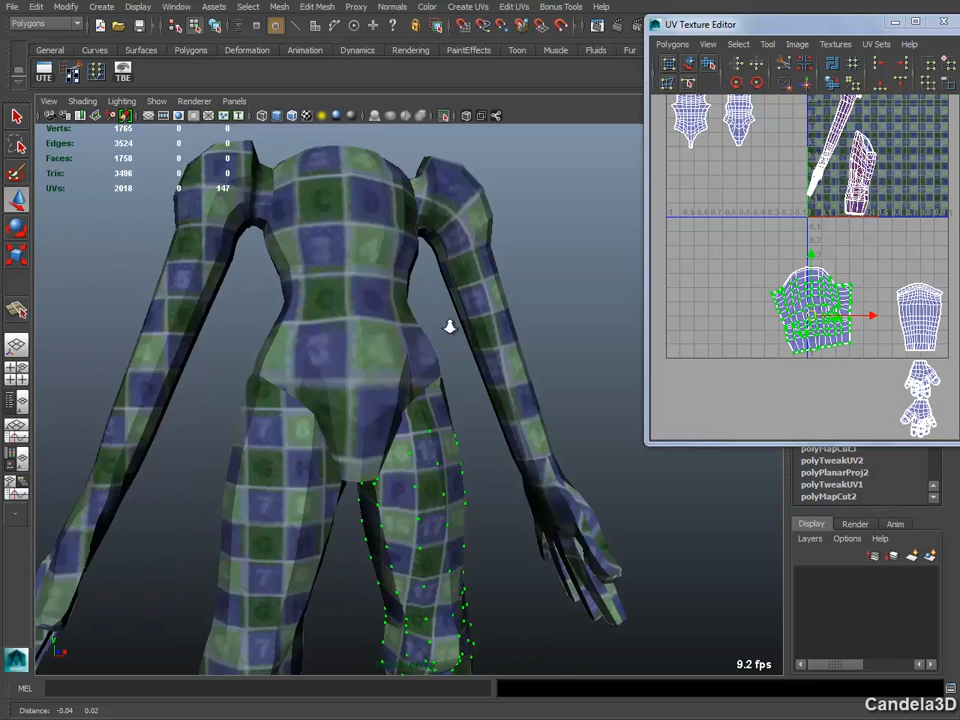 File Edit Modify Create Display Window Assets Select Mesh Edit Mesh Proxy Normals Color Create UVs Edit UVs Bonus Tools Help
Polygons
General Curves Surfaces Polygons Deformation Animation Dynamics Rendering PaintEffects Toon Muscle Fluids Fur
UTE TBE
View Shading Lighting Show Renderer Panels
Verts: 1765 0 0
Edges: 3524 0 0
Faces: 1758 0 0
Tris: 3496 0 0
UVs: 2018 0 147
UV Texture Editor
Polygons View Select Tool Image Textures UV Sets Help
polyMapCut3
polyTweakUV2
polyPlanarProj2
polyTweakUV1
polyMapCut2
Display Render Anim
Layers Options Help
9.2 fps
MEL
Distance: -0.04 0.02
Candela3D